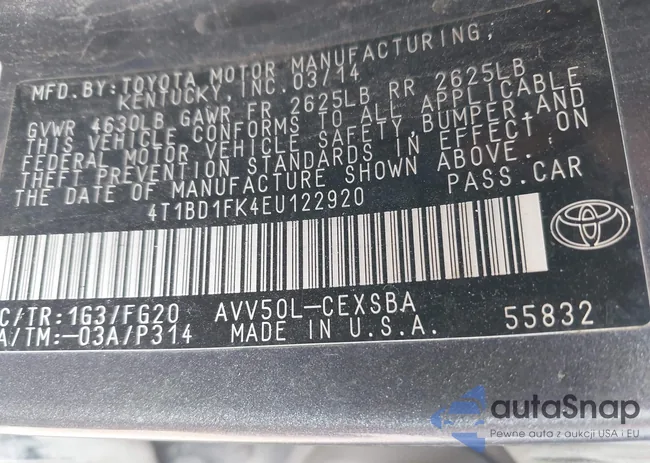 MFD. BY: TOYOTA MOTOR MANUFACTURING,
KENTUCKY, INC. 03/14
GVWR 4630LB GAWR FR 2625LB RR 2625LB
THIS VEHICLE CONFORMS TO ALL APPLICABLE
FEDERAL MOTOR VEHICLE SAFETY, BUMPER, AND
THEFT PREVENTION STANDARDS IN EFFECT ON
THE DATE OF MANUFACTURE SHOWN ABOVE.
4T1BD1FK4EU122920 PASS. CAR
C/TR: 1G3/FG20 AVV50L-CEXSBA
A/TM:-03A/P314 MADE IN U.S.A. 55832
autoSnap
Pewne auta z aukcji USA i EU